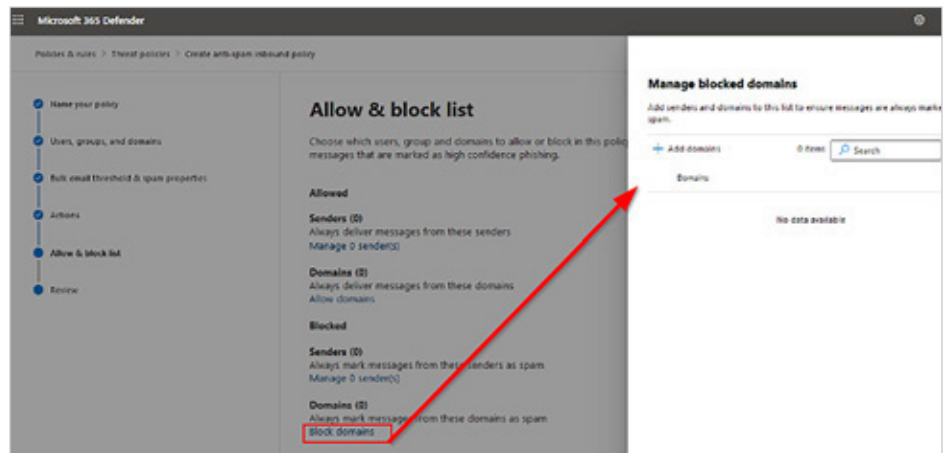 Microsoft 365 Defender
Policies & rules > Threat policies > Create anti-spam inbound policy
Name your policy
Users, groups, and domains
Bulk email threshold & spam properties
Actions
Allow & block list
Review
Allow & block list
Choose which users, group and domains to allow or block in this policy
messages that are marked as high confidence phishing.
Allowed
Senders (0)
Always deliver messages from these senders
Manage 0 sender(s)
Domains (0)
Always deliver messages from these domains
Allow domains
Blocked
Senders (0)
Always mark messages from these senders as spam
Manage 0 sender(s)
Domains (0)
Always mark messages from these domains as spam
Block domains
Manage blocked domains
Add senders and domains to this list to ensure messages are always marke
spam.
+ Add domains 0 items Search
Domains
No data available